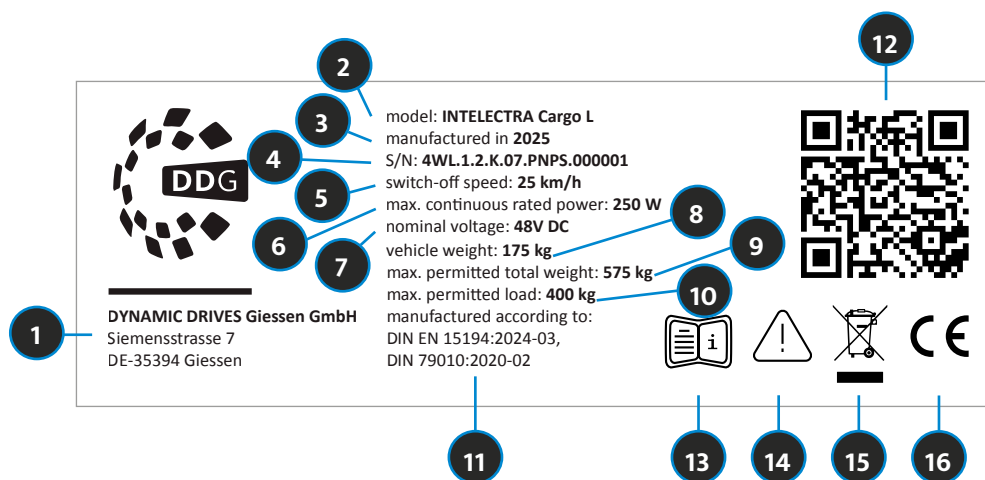 12
2
model: INTELECTRA Cargo L
3
manufactured in 2025
4
S/N: 4WL.1.2.K.07.PNPS.000001
DDG
5
switch-off speed: 25 km/h
max. continuous rated power: 250 W
8
6
nominal voltage: 48V DC
7
vehicle weight: 175 kg
9
max. permitted total weight: 575 kg
max. permitted load: 400 kg
10
1
DYNAMIC DRIVES Giessen GmbH
Siemensstrasse 7
DE-35394 Giessen
manufactured according to:
DIN EN 15194:2024-03,
DIN 79010:2020-02
i
!
CE
11
13
14
15
16